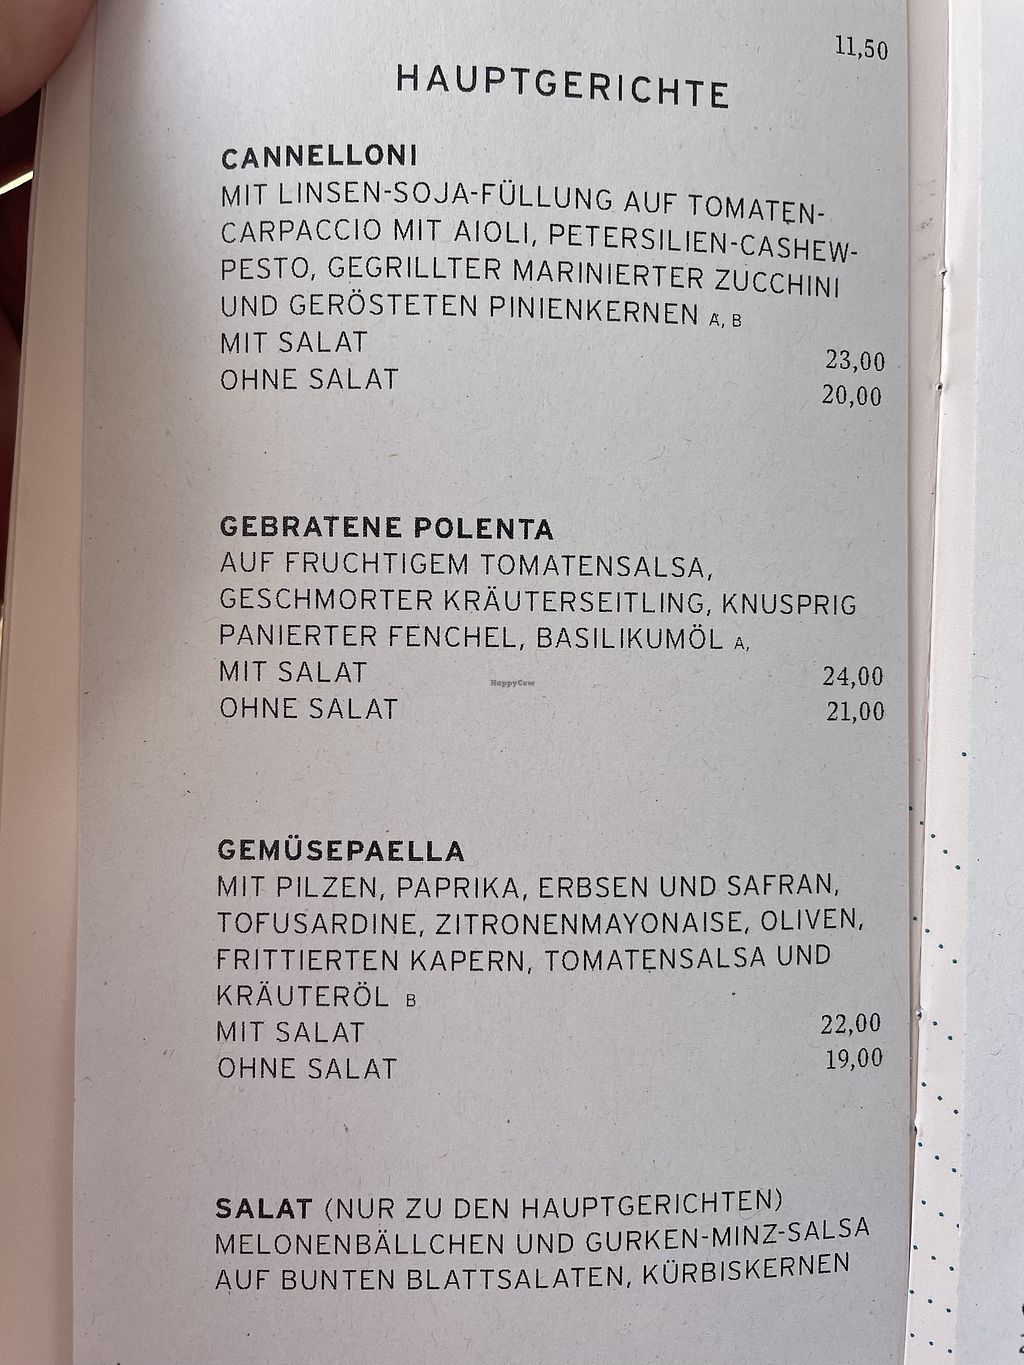 11,50
HAUPTGERICHTE
CANNELLONI
MIT LINSEN-SOJA-FÜLLUNG AUF TOMATEN-
CARPACCIO MIT AIOLI, PETERSILIEN-CASHEW-
PESTO, GEGRILLTER MARINIERTER ZUCCHINI
UND GERÖSTETEN PINIENKERNEN A, B
MIT SALAT 23,00
OHNE SALAT 20,00
GEBRATENE POLENTA
AUF FRUCHTIGEM TOMATENSALSA,
GESCHMORTER KRÄUTERSEITLING, KNUSPRIG
PANIERTER FENCHEL, BASILIKUMÖL A,
MIT SALAT 24,00
HappyCow
OHNE SALAT 21,00
GEMÜSEPAELLA
MIT PILZEN, PAPRIKA, ERBSEN UND SAFRAN,
TOFUSARDINE, ZITRONENMAYONAISE, OLIVEN,
FRITTIERTEN KAPERN, TOMATENSALSA UND
KRÄUTERÖL B
MIT SALAT 22,00
OHNE SALAT 19,00
SALAT (NUR ZU DEN HAUPTGERICHTEN)
MELONENBÄLLCHEN UND GURKEN-MINZ-SALSA
AUF BUNTEN BLATTSALATEN, KÜRBISKERNEN